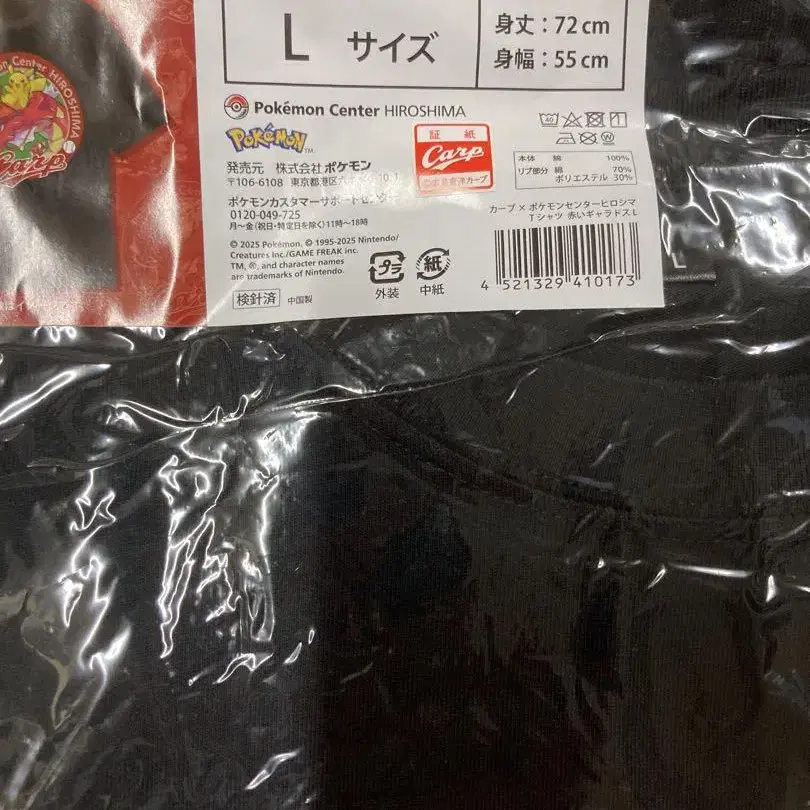 L サイズ
身丈：72cm
身幅：55cm
Center HIROSHIMA
Carp
Pokémon Center HIROSHIMA
POKÉMON
TM
発売元 株式会社 ポケモン
〒106-6108 東京都港区六
10-1
ポケモンカスタマーサポートセンター
0120-049-725
月～金(祝日・特定日を除く)11時～18時
© 2025 Pokémon. © 1995-2025 Nintendo/
Creatures Inc./GAME FREAK inc.
TM, ®, and character names
are trademarks of Nintendo.
検針済
中国製
証 紙
Carp
プラ
外装
紙
中紙
40
W
本体 綿 100%
リブ部分 綿 70%
ポリエステル 30%
カープ × ポケモンセンターヒロシマ
Tシャツ 赤いギャラドス L
4 521329 410173
L